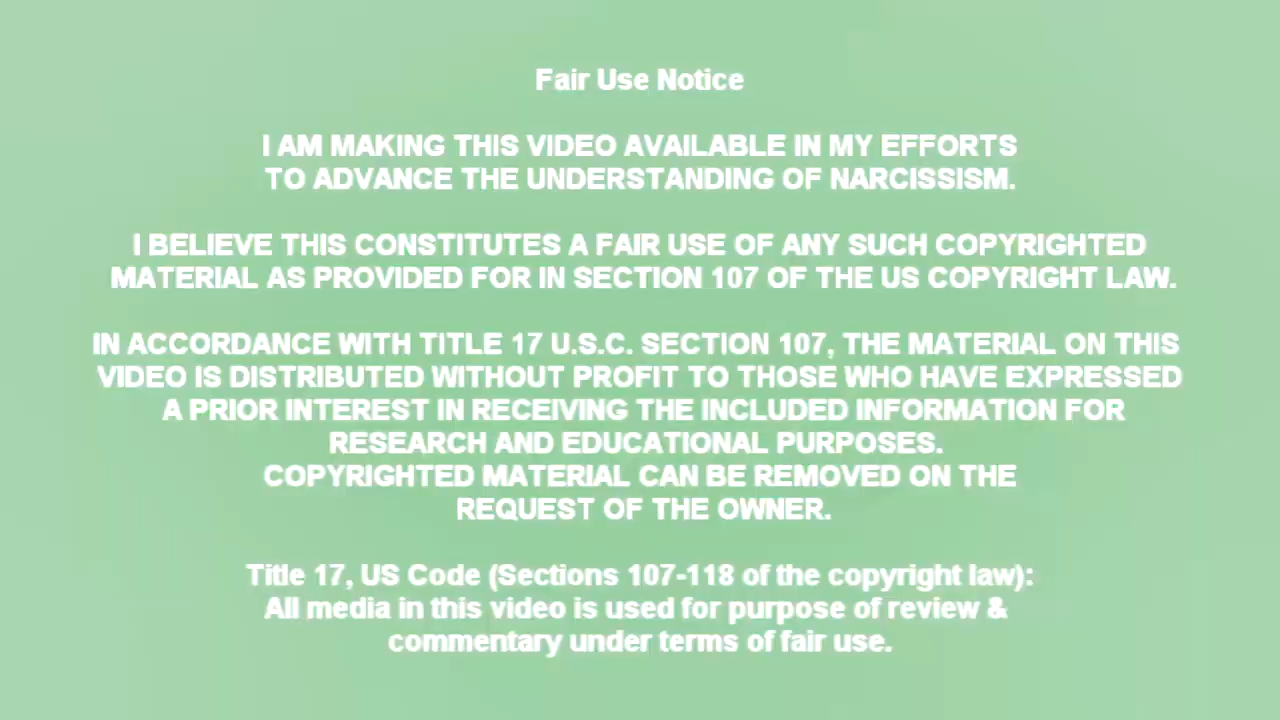 Fair Use Notice
I AM MAKING THIS VIDEO AVAILABLE IN MY EFFORTS
TO ADVANCE THE UNDERSTANDING OF NARCISSISM.
I BELIEVE THIS CONSTITUTES A FAIR USE OF ANY SUCH COPYRIGHTED
MATERIAL AS PROVIDED FOR IN SECTION 107 OF THE US COPYRIGHT LAW.
IN ACCORDANCE WITH TITLE 17 U.S.C. SECTION 107, THE MATERIAL ON THIS
VIDEO IS DISTRIBUTED WITHOUT PROFIT TO THOSE WHO HAVE EXPRESSED
A PRIOR INTEREST IN RECEIVING THE INCLUDED INFORMATION FOR
RESEARCH AND EDUCATIONAL PURPOSES.
COPYRIGHTED MATERIAL CAN BE REMOVED ON THE
REQUEST OF THE OWNER.
Title 17, US Code (Sections 107-118 of the copyright law):
All media in this video is used for purpose of review &
commentary under terms of fair use.